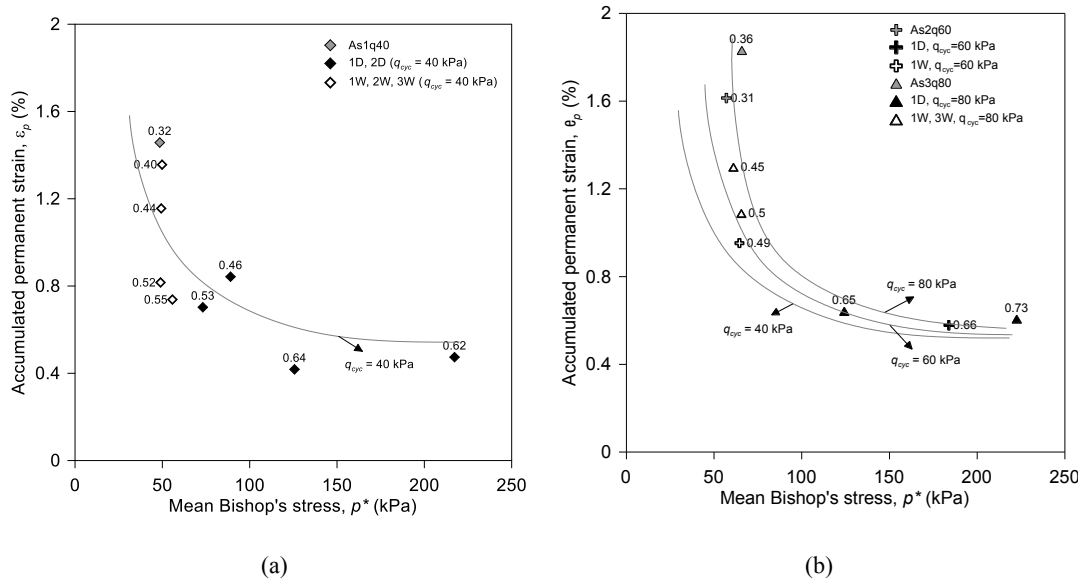 2
1.6
1.2
0.8
0.4
0
Accumulated permanent strain, εp (%)
As1q40
1D, 2D (qcyc = 40 kPa)
1W, 2W, 3W (qcyc = 40 kPa)
0.32
0.40
0.44
0.52
0.55
0.53
0.46
0.64
0.62
qcyc = 40 kPa
0 50 100 150 200 250
Mean Bishop's stress, p* (kPa)
(a)
2
1.6
1.2
0.8
0.4
0
Accumulated permanent strain, ep (%)
As2q60
1D, qcyc=60 kPa
1W, qcyc=60 kPa
As3q80
1D, qcyc=80 kPa
1W, 3W, qcyc=80 kPa
0.36
0.31
0.45
0.5
0.49
0.65
0.66
0.73
qcyc = 80 kPa
qcyc = 40 kPa
qcyc = 60 kPa
0 50 100 150 200 250
Mean Bishop's stress, p* (kPa)
(b)